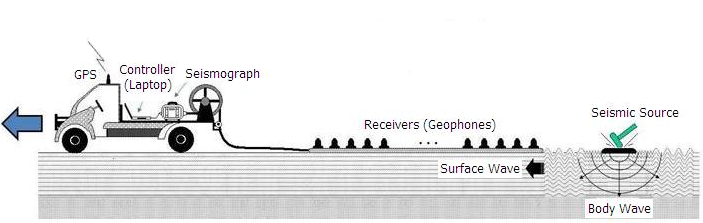 GPS
Controller
(Laptop)
Seismograph
Receivers (Geophones)
Seismic Source
Surface Wave
Body Wave